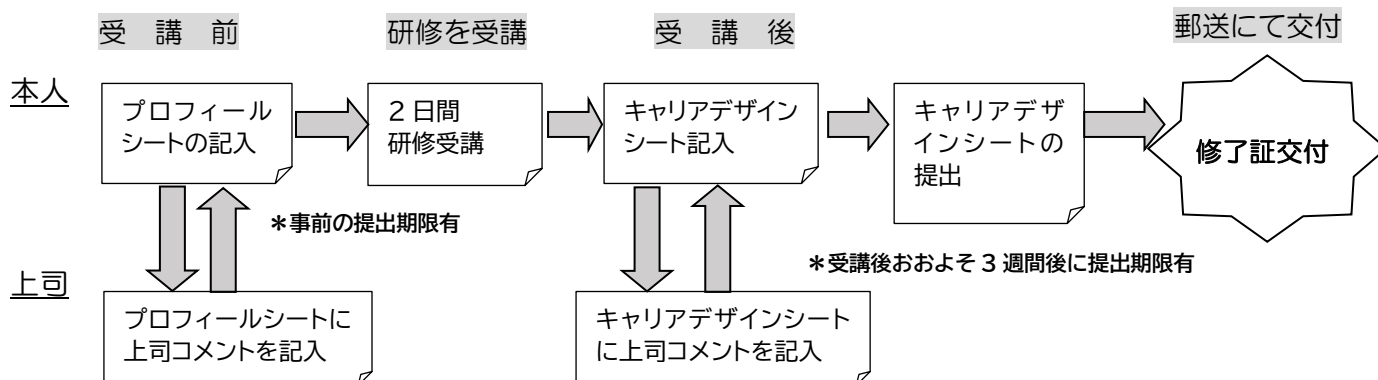 受 講 前
研修を受講
受 講 後
郵送にて交付
本人
プロフィール
シートの記入
2日間
研修受講
キャリアデザイン
シート記入
キャリアデザ
インシートの
提出
修了証交付
＊事前の提出期限有
＊受講後おおよそ3週間後に提出期限有
上司
プロフィールシートに
上司コメントを記入
キャリアデザインシート
に上司コメントを記入